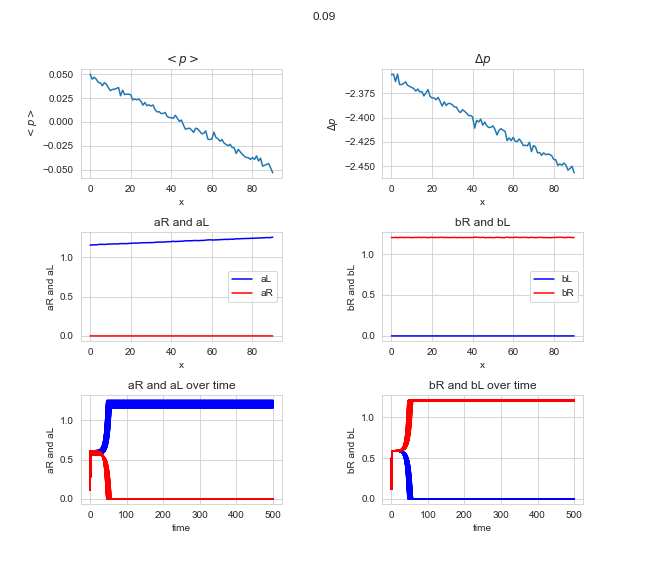 0.09
< p >
Δp
0.050
0.025
0.000
−0.025
−0.050
< p >
0 20 40 60 80
x
−2.375
−2.400
−2.425
−2.450
Δp
0 20 40 60 80
x
aR and aL
bR and bL
1.0
0.5
0.0
aR and aL
aL
aR
0 20 40 60 80
x
1.0
0.5
0.0
bR and bL
bL
bR
0 20 40 60 80
x
aR and aL over time
bR and bL over time
1.0
0.5
0.0
aR and aL
0 100 200 300 400 500
time
1.0
0.5
0.0
bR and bL
0 100 200 300 400 500
time